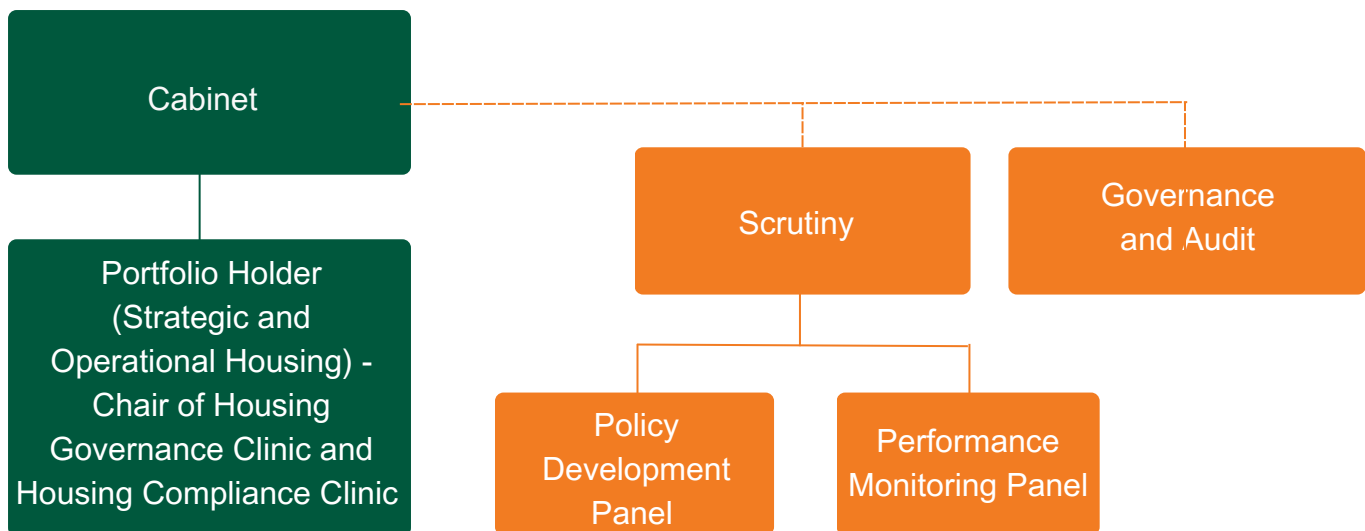 Cabinet
Scrutiny
Governance
and Audit
Portfolio Holder
(Strategic and
Operational Housing) -
Chair of Housing
Governance Clinic and
Housing Compliance Clinic
Policy
Development
Panel
Performance
Monitoring Panel